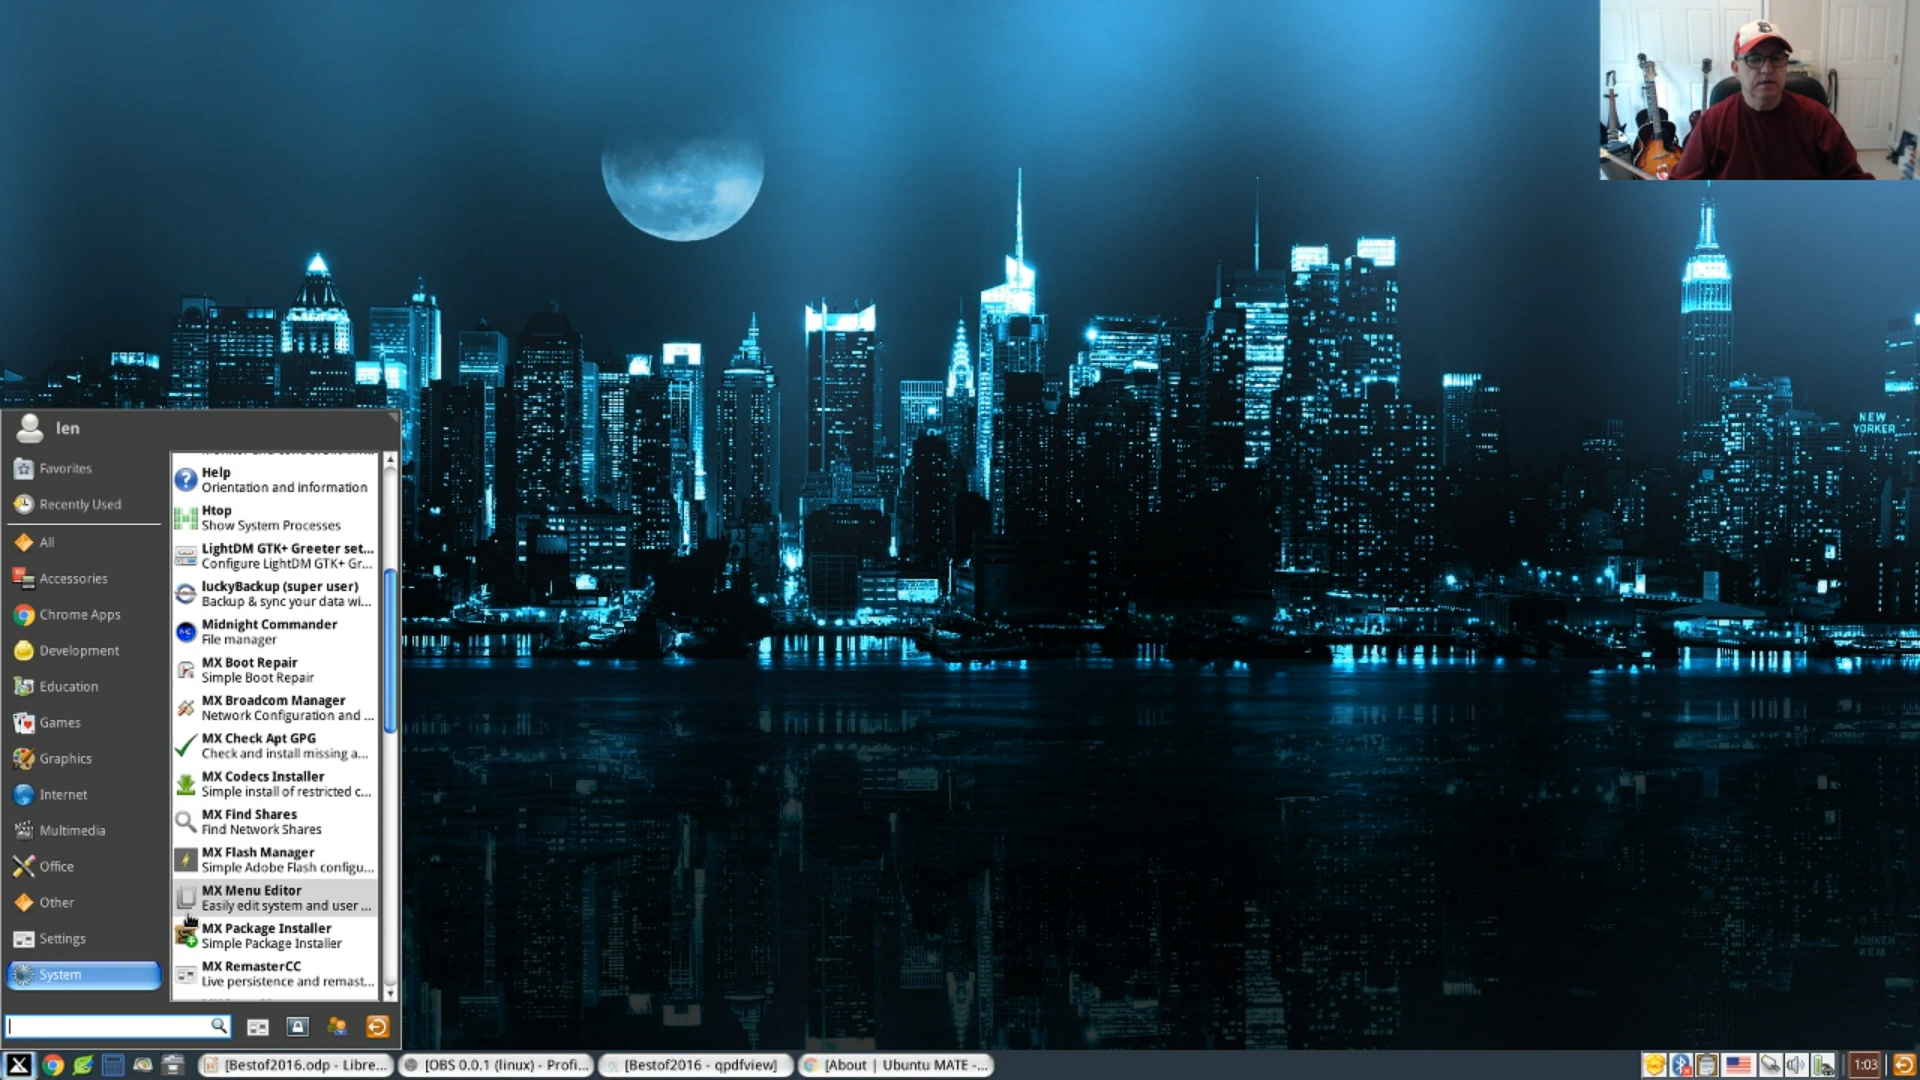 len
Favorites
Recently Used
All
Accessories
Chrome Apps
Development
Education
Games
Graphics
Internet
Multimedia
Office
Other
Settings
System
Help
Orientation and information
Htop
Show System Processes
LightDM GTK+ Greeter set...
Configure LightDM GTK+ Gr...
luckyBackup (super user)
Backup & sync your data wi...
Midnight Commander
File manager
MX Boot Repair
Simple Boot Repair
MX Broadcom Manager
Network Configuration and ...
MX Check Apt GPG
Check and install missing a...
MX Codecs Installer
Simple install of restricted c...
MX Find Shares
Find Network Shares
MX Flash Manager
Simple Adobe Flash configu...
MX Menu Editor
Easily edit system and user ...
MX Package Installer
Simple Package Installer
MX RemasterCC
Live persistence and remast...
NEW
YORKER
[Bestof2016.odp - Libre...
[OBS 0.0.1 (linux) - Profi...
[Bestof2016 - qpdfview]
[About | Ubuntu MATE -...
1:03